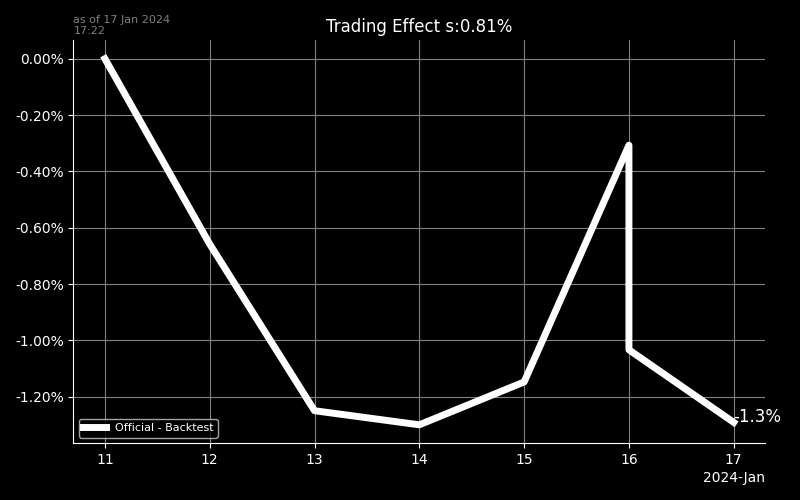 as of 17 Jan 2024
17:22
Trading Effect s:0.81%
0.00%
-0.20%
-0.40%
-0.60%
-0.80%
-1.00%
-1.20%
-1.3%
Official - Backtest
11 12 13 14 15 16 17
2024-Jan